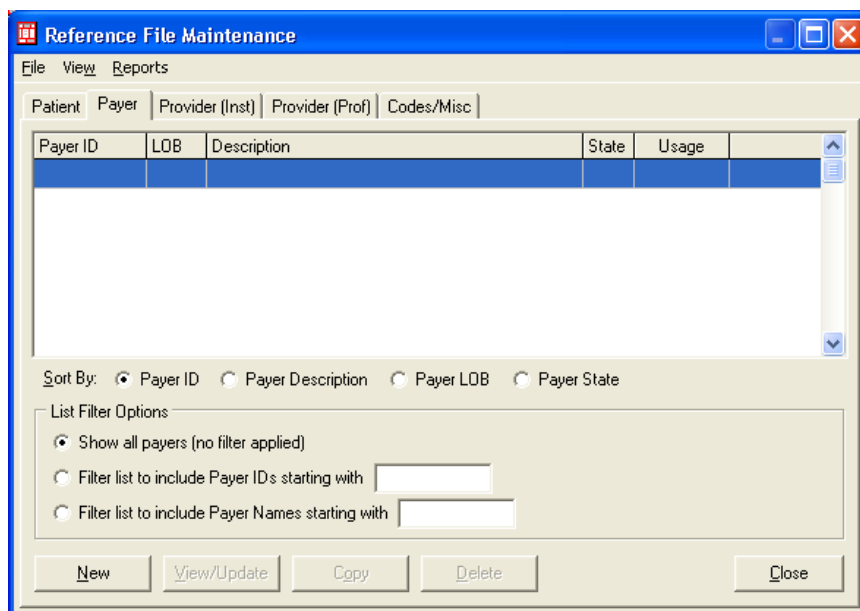 Reference File Maintenance
File View Reports
Patient Payer Provider (Inst) Provider (Prof) Codes/Misc
Payer ID LOB Description State Usage
Sort By: Payer ID Payer Description Payer LOB Payer State
List Filter Options
Show all payers (no filter applied)
Filter list to include Payer IDs starting with
Filter list to include Payer Names starting with
New View/Update Copy Delete Close